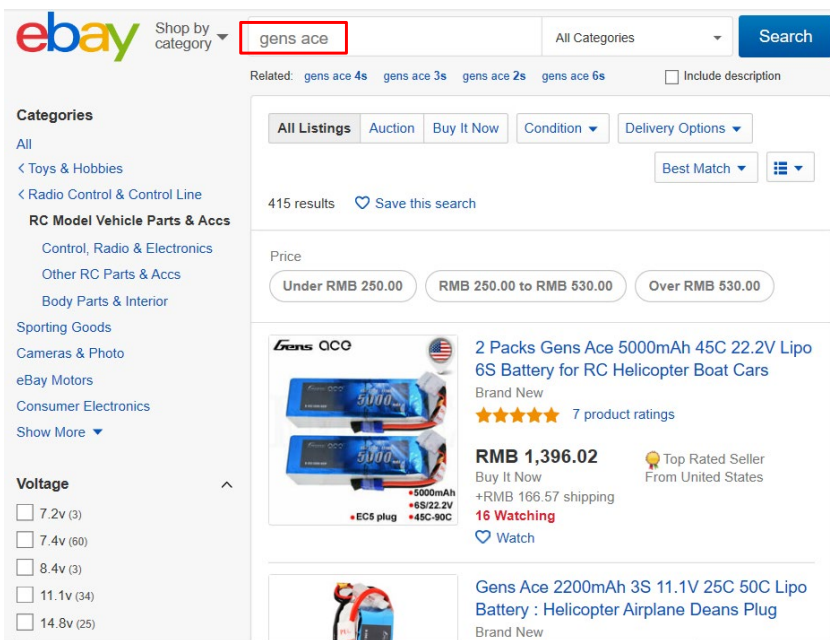 ebay
Shop by
category
gens ace
All Categories
Search
Related: gens ace 4s gens ace 3s gens ace 2s gens ace 6s
Include description
Categories
All
< Toys & Hobbies
< Radio Control & Control Line
RC Model Vehicle Parts & Accs
Control, Radio & Electronics
Other RC Parts & Accs
Body Parts & Interior
Sporting Goods
Cameras & Photo
eBay Motors
Consumer Electronics
Show More
Voltage
7.2v (3)
7.4v (60)
8.4v (3)
11.1v (34)
14.8v (25)
All Listings Auction Buy It Now Condition Delivery Options
Best Match
415 results Save this search
Price
Under RMB 250.00 RMB 250.00 to RMB 530.00 Over RMB 530.00
Gens ace
5000
5000
•5000mAh
•6S/22.2V
•EC5 plug •45C-90C
2 Packs Gens Ace 5000mAh 45C 22.2V Lipo
6S Battery for RC Helicopter Boat Cars
Brand New
7 product ratings
RMB 1,396.02
Buy It Now
+RMB 166.57 shipping
16 Watching
Watch
Top Rated Seller
From United States
Gens Ace 2200mAh 3S 11.1V 25C 50C Lipo
Battery : Helicopter Airplane Deans Plug
Brand New